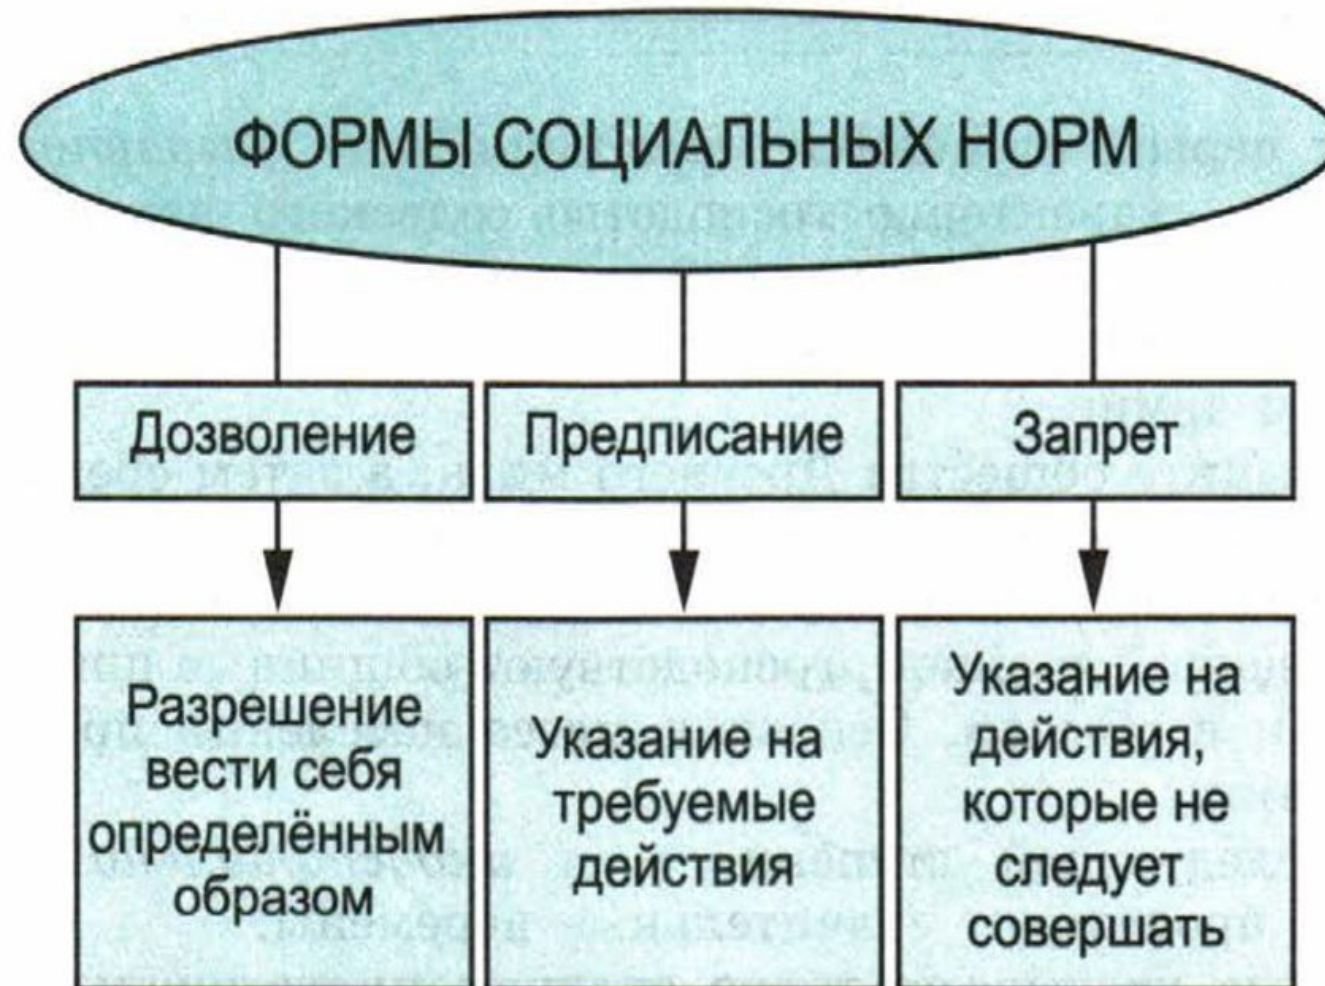 ФОРМЫ СОЦИАЛЬНЫХ НОРМ
Дозволение
Предписание
Запрет
Разрешение
вести себя
определённым
образом
Указание на
требуемые
действия
Указание на
действия,
которые не
следует
совершать